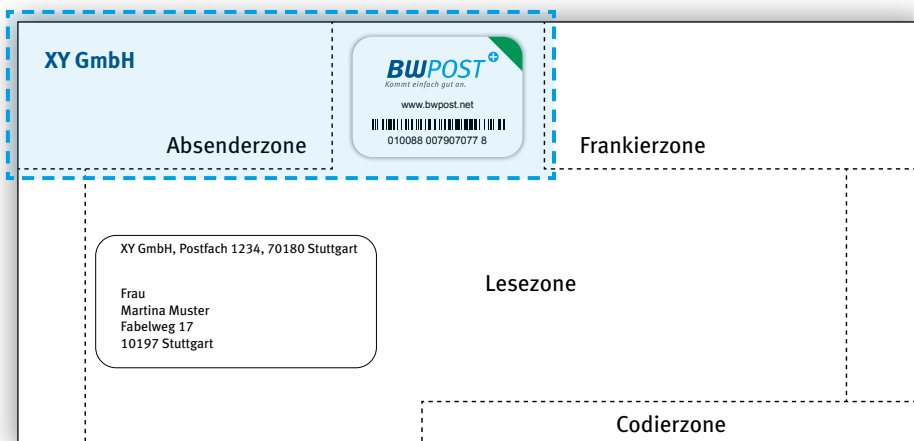 XY GmbH
BWPOST+
Kommt einfach gut an.
www.bwpost.net
010088 007907077 8
Absenderzone
Frankierzone
XY GmbH, Postfach 1234, 70180 Stuttgart
Frau
Martina Muster
Fabelweg 17
10197 Stuttgart
Lesezone
Codierzone